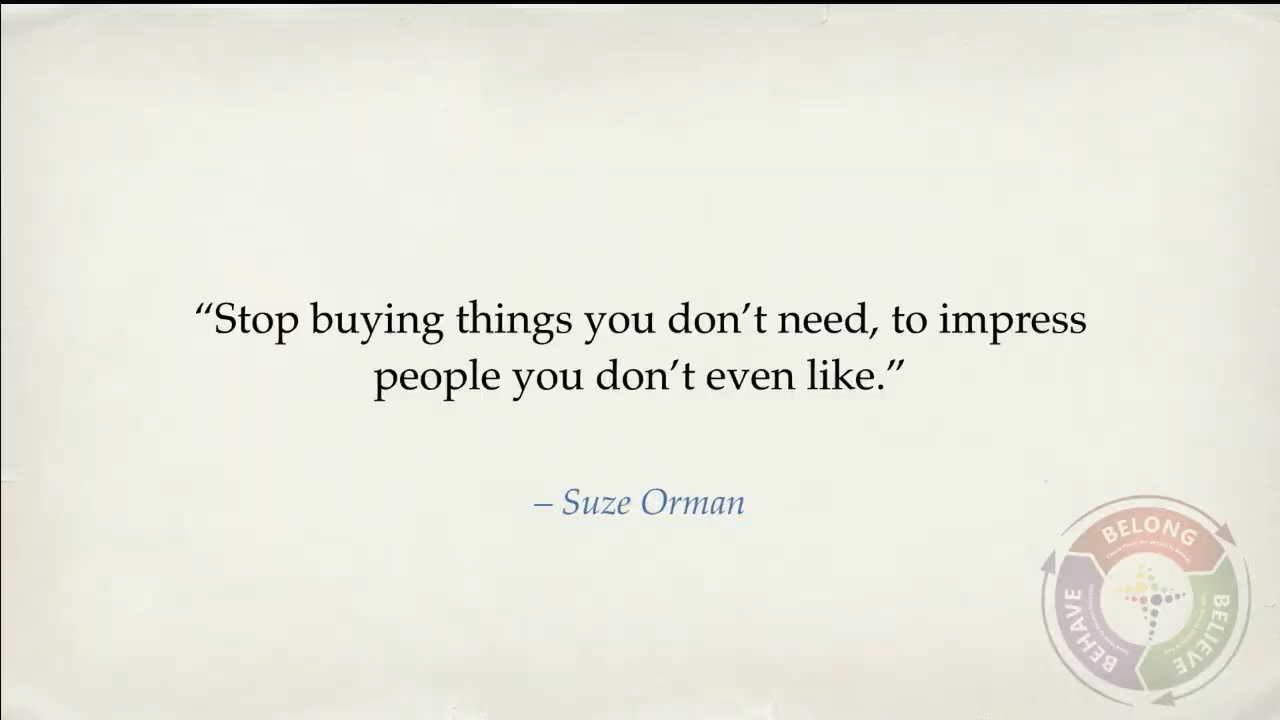 “Stop buying things you don’t need, to impress
people you don’t even like.”
– Suze Orman
BELONG
BELIEVE
BEHAVE